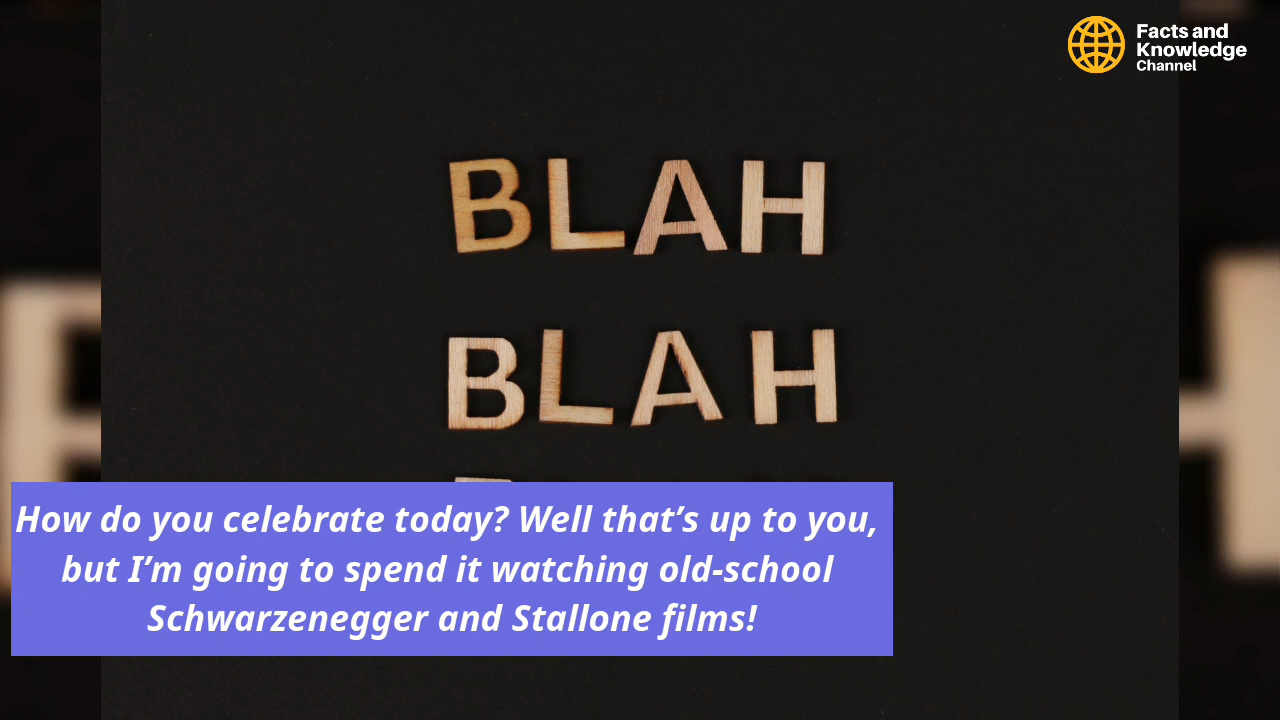 Facts and
Knowledge
Channel
BLAH
BLAH
How do you celebrate today? Well that’s up to you,
but I’m going to spend it watching old-school
Schwarzenegger and Stallone films!